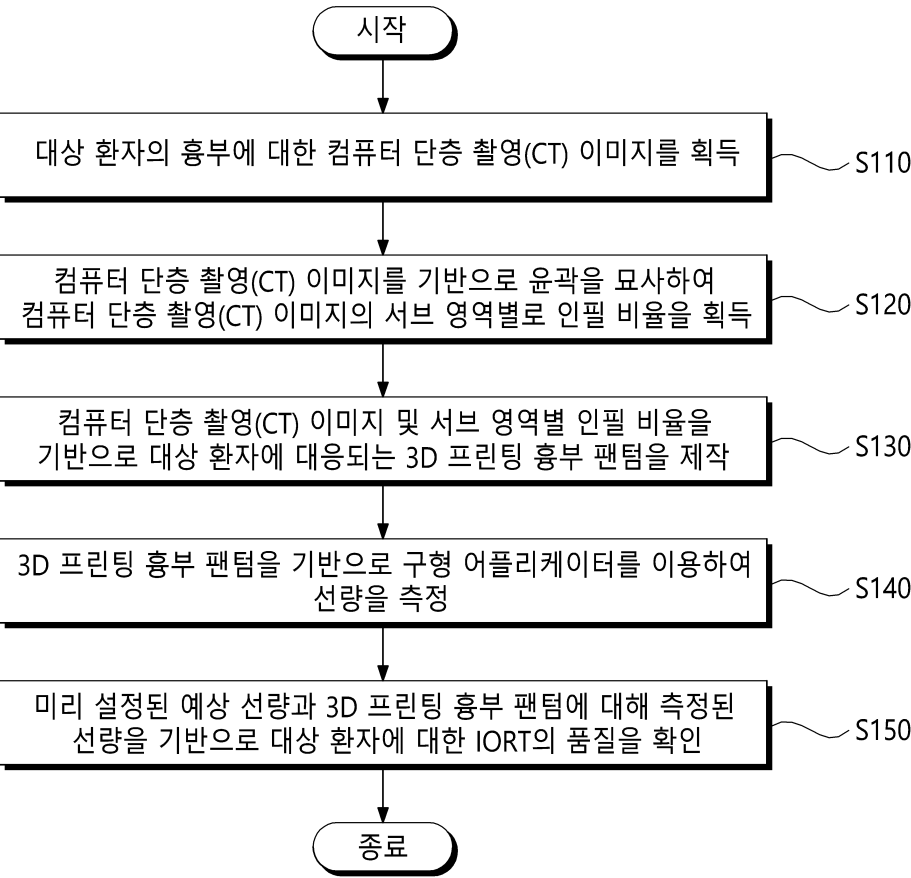 시작
대상 환자의 흉부에 대한 컴퓨터 단층 촬영(CT) 이미지를 획득
S110
컴퓨터 단층 촬영(CT) 이미지를 기반으로 윤곽을 묘사하여
컴퓨터 단층 촬영(CT) 이미지의 서브 영역별로 인필 비율을 획득
S120
컴퓨터 단층 촬영(CT) 이미지 및 서브 영역별 인필 비율을
기반으로 대상 환자에 대응되는 3D 프린팅 흉부 팬텀을 제작
S130
3D 프린팅 흉부 팬텀을 기반으로 구형 어플리케이터를 이용하여
선량을 측정
S140
미리 설정된 예상 선량과 3D 프린팅 흉부 팬텀에 대해 측정된
선량을 기반으로 대상 환자에 대한 IORT의 품질을 확인
S150
종료